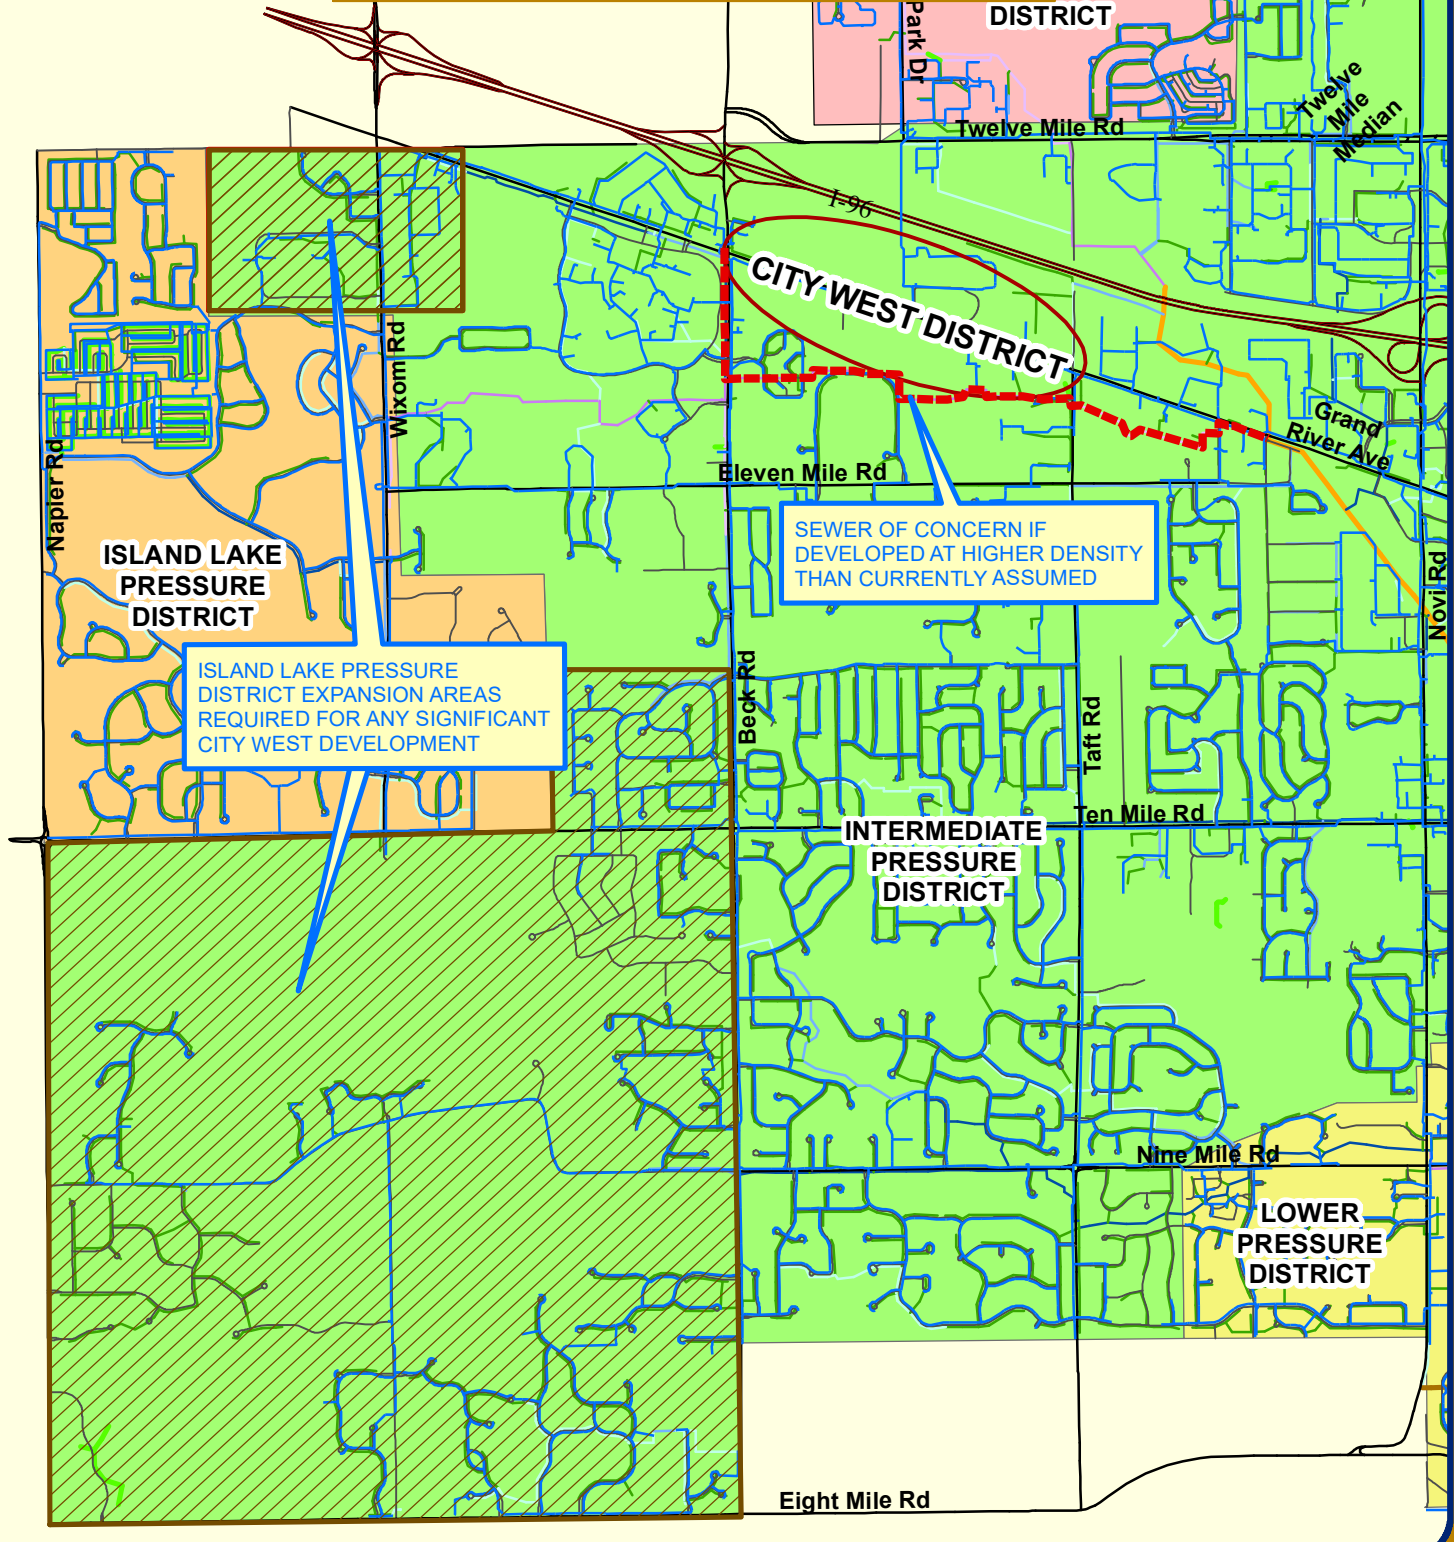 DISTRICT
Park Dr
Twelve
Mile
Median
Twelve Mile Rd
I-96
CITY WEST DISTRICT
Wixom Rd
Grand
River Ave
Napier Rd
Eleven Mile Rd
SEWER OF CONCERN IF
DEVELOPED AT HIGHER DENSITY
THAN CURRENTLY ASSUMED
ISLAND LAKE
PRESSURE
DISTRICT
Novi Rd
ISLAND LAKE PRESSURE
DISTRICT EXPANSION AREAS
REQUIRED FOR ANY SIGNIFICANT
CITY WEST DEVELOPMENT
Beck Rd
Taft Rd
Ten Mile Rd
INTERMEDIATE
PRESSURE
DISTRICT
Nine Mile Rd
LOWER
PRESSURE
DISTRICT
Eight Mile Rd